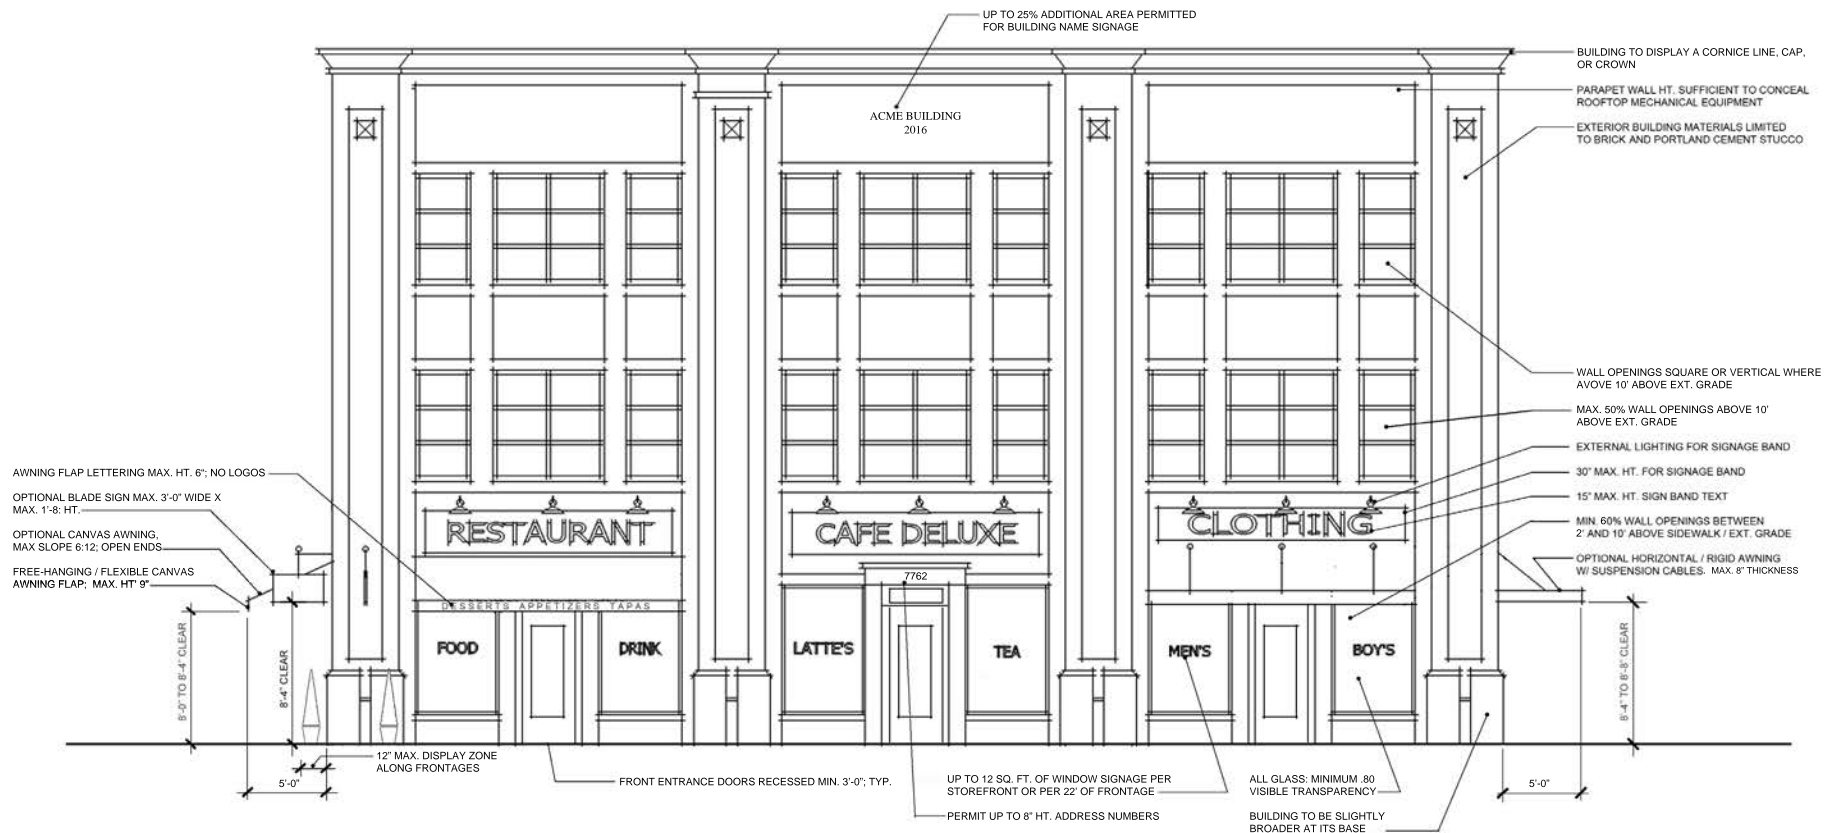 UP TO 25% ADDITIONAL AREA PERMITTED
FOR BUILDING NAME SIGNAGE
BUILDING TO DISPLAY A CORNICE LINE, CAP,
OR CROWN
PARAPET WALL HT. SUFFICIENT TO CONCEAL
ROOFTOP MECHANICAL EQUIPMENT
EXTERIOR BUILDING MATERIALS LIMITED
TO BRICK AND PORTLAND CEMENT STUCCO
ACME BUILDING
2016
WALL OPENINGS SQUARE OR VERTICAL WHERE
AVOVE 10' ABOVE EXT. GRADE
MAX. 50% WALL OPENINGS ABOVE 10'
ABOVE EXT. GRADE
EXTERNAL LIGHTING FOR SIGNAGE BAND
30" MAX. HT. FOR SIGNAGE BAND
15" MAX. HT. SIGN BAND TEXT
MIN. 60% WALL OPENINGS BETWEEN
2' AND 10' ABOVE SIDEWALK / EXT. GRADE
OPTIONAL HORIZONTAL / RIGID AWNING
W/ SUSPENSION CABLES. MAX. 8" THICKNESS
AWNING FLAP LETTERING MAX. HT. 6"; NO LOGOS
OPTIONAL BLADE SIGN MAX. 3'-0" WIDE X
MAX. 1'-8: HT.
OPTIONAL CANVAS AWNING,
MAX SLOPE 6:12; OPEN ENDS
FREE-HANGING / FLEXIBLE CANVAS
AWNING FLAP; MAX. HT' 9"
RESTAURANT
CAFE DELUXE
CLOTHING
7762
DESSERTS APPETIZERS TAPAS
FOOD
DRINK
LATTE'S
TEA
MEN'S
BOY'S
8'-0" TO 8'-4" CLEAR
8'-4" CLEAR
8'-4" TO 8'-8" CLEAR
12" MAX. DISPLAY ZONE
ALONG FRONTAGES
5'-0"
FRONT ENTRANCE DOORS RECESSED MIN. 3'-0"; TYP.
UP TO 12 SQ. FT. OF WINDOW SIGNAGE PER
STOREFRONT OR PER 22' OF FRONTAGE
PERMIT UP TO 8" HT. ADDRESS NUMBERS
ALL GLASS: MINIMUM .80
VISIBLE TRANSPARENCY
BUILDING TO BE SLIGHTLY
BROADER AT ITS BASE
5'-0"